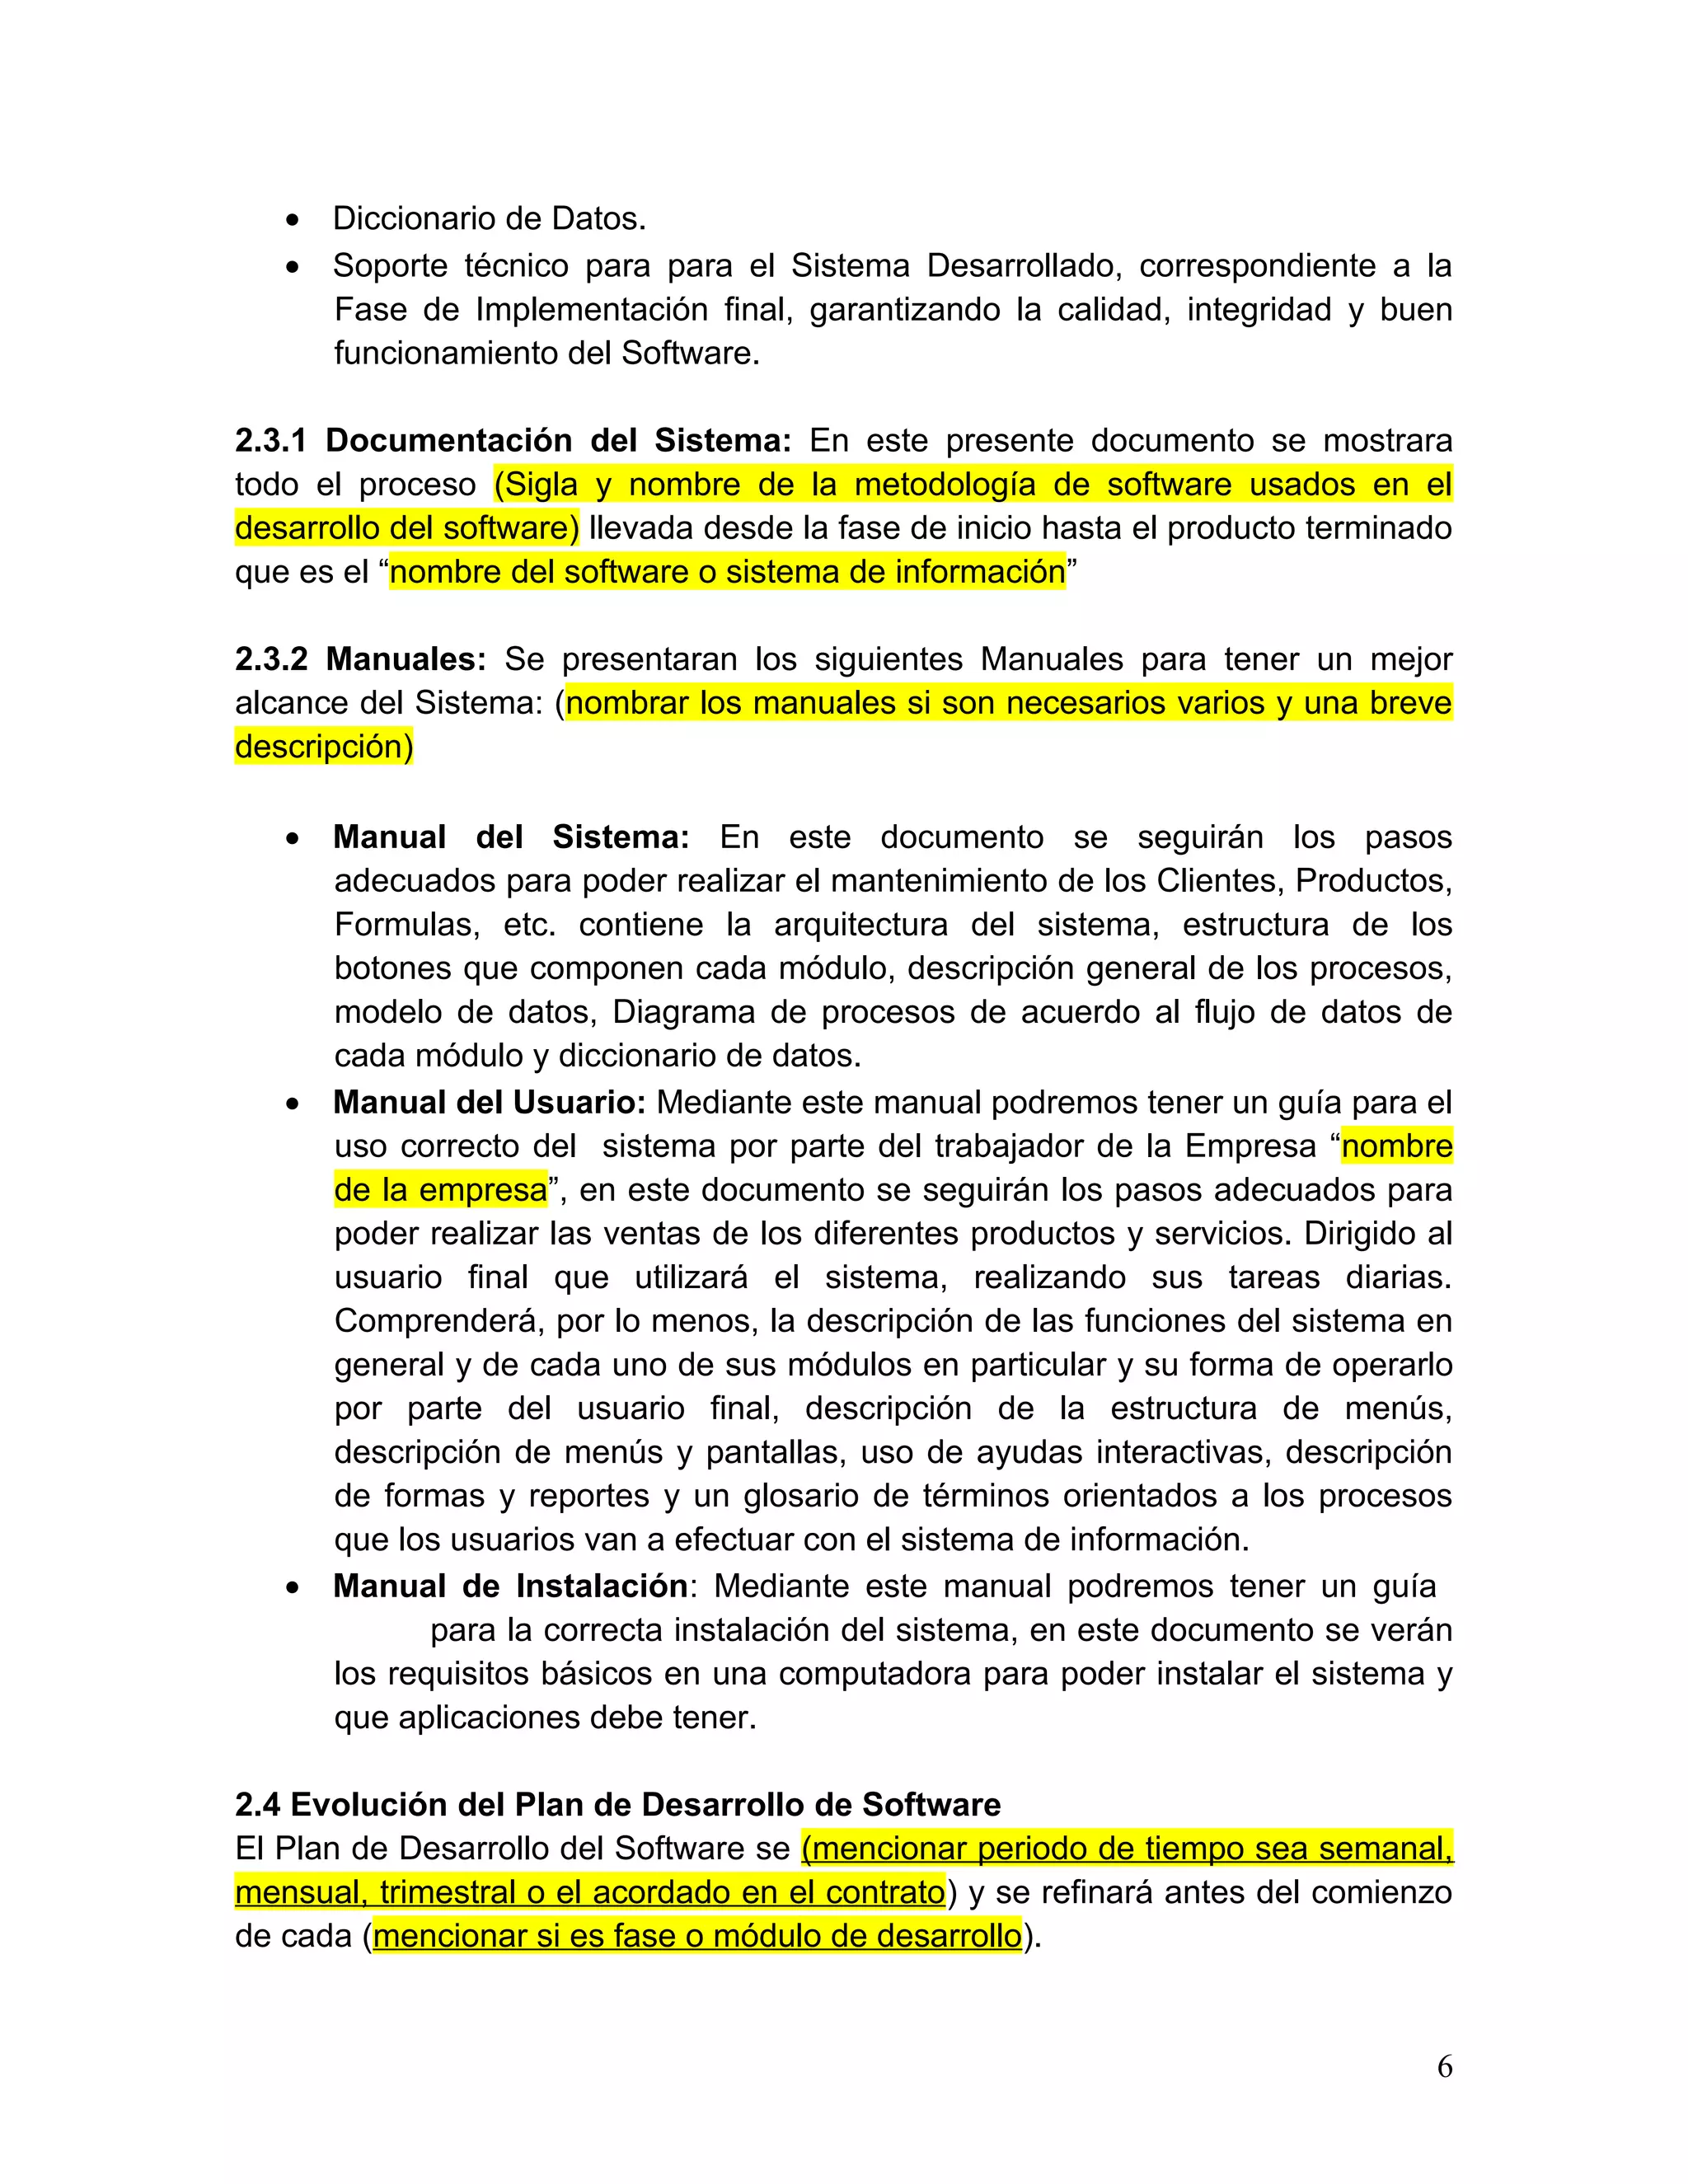 • Diccionario de Datos.
• Soporte técnico para para el Sistema Desarrollado, correspondiente a la
Fase de Implementación final, garantizando la calidad, integridad y buen
funcionamiento del Software.
2.3.1 Documentación del Sistema: En este presente documento se mostrara
todo el proceso (Sigla y nombre de la metodología de software usados en el
desarrollo del software) llevada desde la fase de inicio hasta el producto terminado
que es el “nombre del software o sistema de información”
2.3.2 Manuales: Se presentaran los siguientes Manuales para tener un mejor
alcance del Sistema: (nombrar los manuales si son necesarios varios y una breve
descripción)
• Manual del Sistema: En este documento se seguirán los pasos
adecuados para poder realizar el mantenimiento de los Clientes, Productos,
Formulas, etc. contiene la arquitectura del sistema, estructura de los
botones que componen cada módulo, descripción general de los procesos,
modelo de datos, Diagrama de procesos de acuerdo al flujo de datos de
cada módulo y diccionario de datos.
• Manual del Usuario: Mediante este manual podremos tener un guía para el
uso correcto del sistema por parte del trabajador de la Empresa “nombre
de la empresa”, en este documento se seguirán los pasos adecuados para
poder realizar las ventas de los diferentes productos y servicios. Dirigido al
usuario final que utilizará el sistema, realizando sus tareas diarias.
Comprenderá, por lo menos, la descripción de las funciones del sistema en
general y de cada uno de sus módulos en particular y su forma de operarlo
por parte del usuario final, descripción de la estructura de menús,
descripción de menús y pantallas, uso de ayudas interactivas, descripción
de formas y reportes y un glosario de términos orientados a los procesos
que los usuarios van a efectuar con el sistema de información.
• Manual de Instalación: Mediante este manual podremos tener un guía
para la correcta instalación del sistema, en este documento se verán
los requisitos básicos en una computadora para poder instalar el sistema y
que aplicaciones debe tener.
2.4 Evolución del Plan de Desarrollo de Software
El Plan de Desarrollo del Software se (mencionar periodo de tiempo sea semanal,
mensual, trimestral o el acordado en el contrato) y se refinará antes del comienzo
de cada (mencionar si es fase o módulo de desarrollo).
6